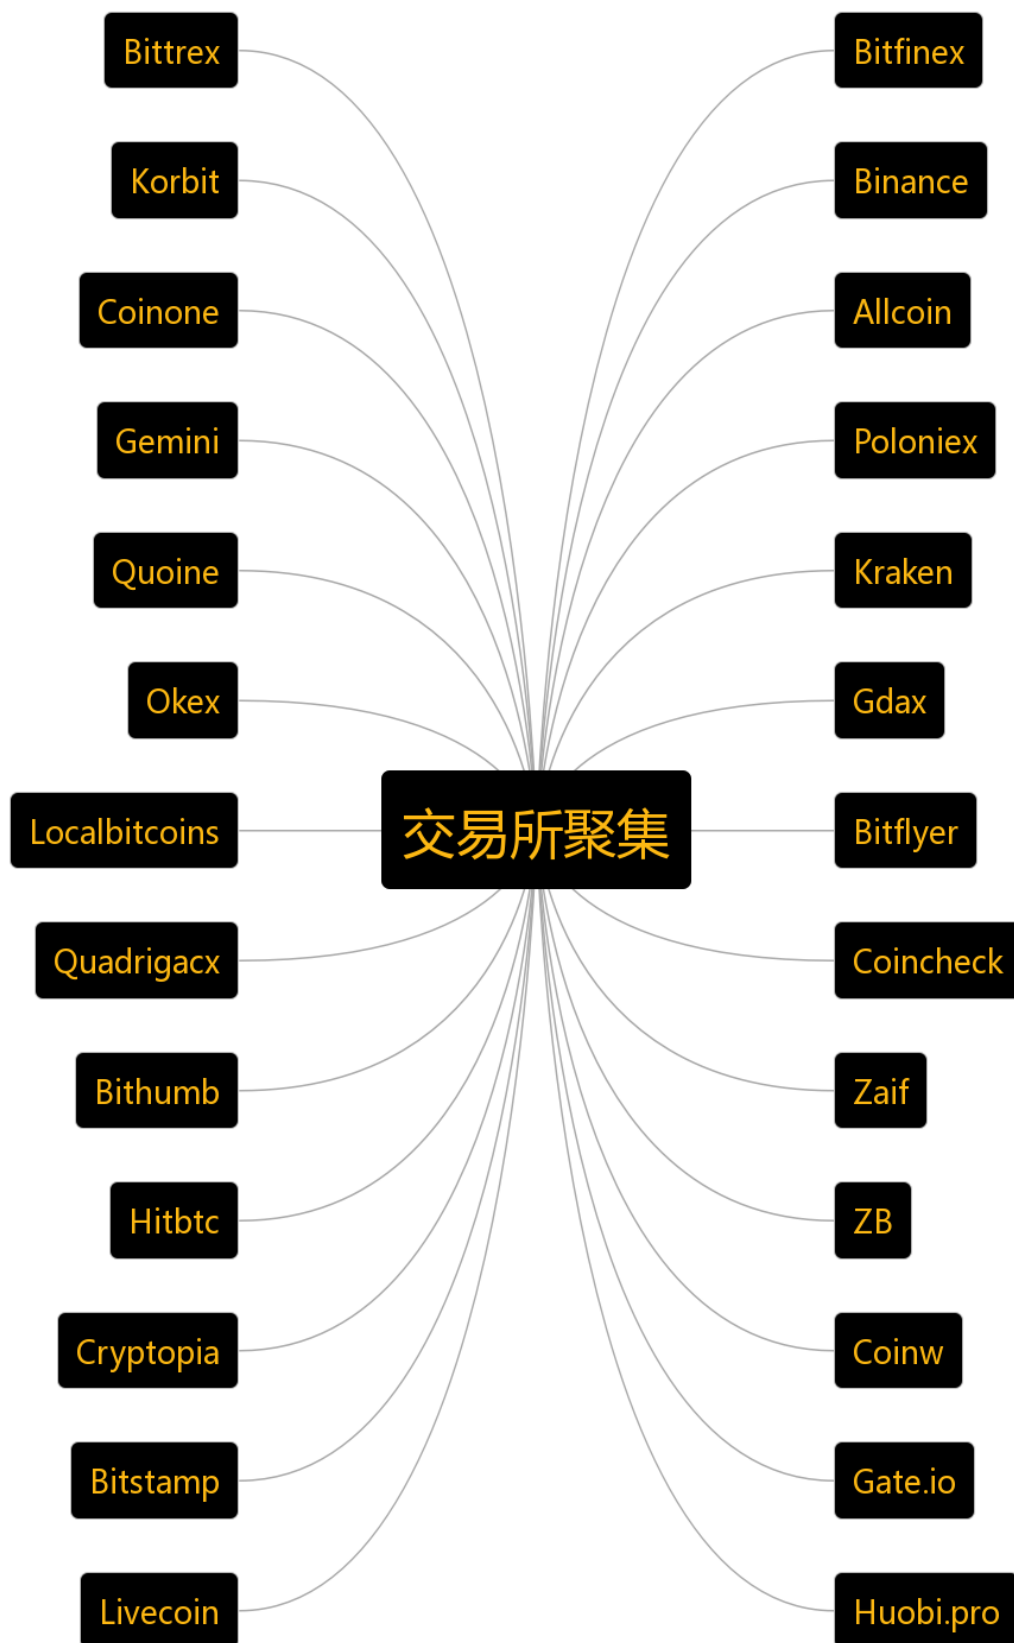 Bittrex
Korbit
Coinone
Gemini
Quoine
Okex
Localbitcoins
Quadrigacx
Bithumb
Hitbtc
Cryptopia
Bitstamp
Livecoin
交易所聚集
Bitfinex
Binance
Allcoin
Poloniex
Kraken
Gdax
Bitflyer
Coincheck
Zaif
ZB
Coinw
Gate.io
Huobi.pro